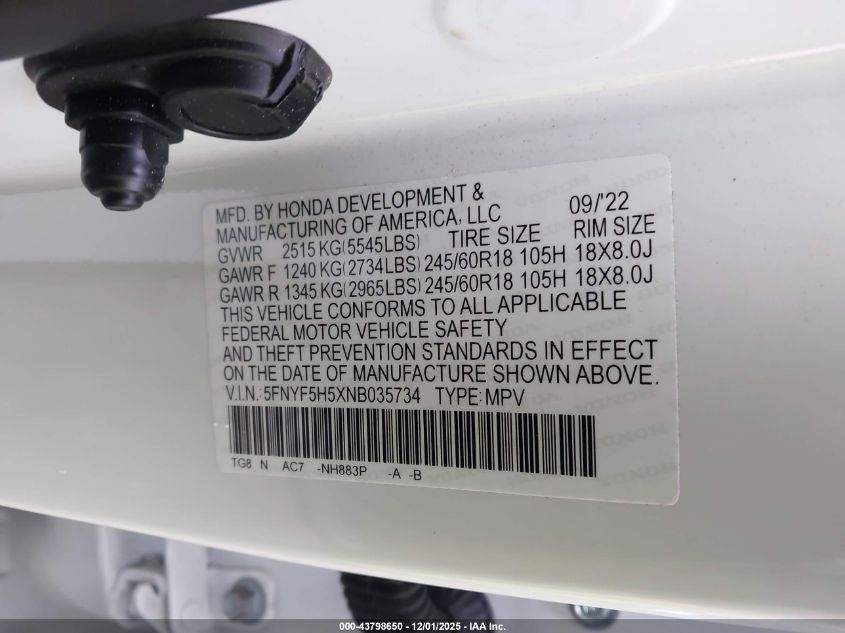 MFD. BY HONDA DEVELOPMENT & 09/'22
MANUFACTURING OF AMERICA, LLC
GVWR 2515 KG(5545LBS) TIRE SIZE RIM SIZE
GAWR F 1240 KG(2734LBS) 245/60R18 105H 18X8.0J
GAWR R 1345 KG(2965LBS) 245/60R18 105H 18X8.0J
THIS VEHICLE CONFORMS TO ALL APPLICABLE
FEDERAL MOTOR VEHICLE SAFETY
AND THEFT PREVENTION STANDARDS IN EFFECT
ON THE DATE OF MANUFACTURE SHOWN ABOVE.
V.I.N.: 5FNYF5H5XNB035734 TYPE: MPV
TG8 N AC7 -NH883P -A -B
000-43798650 - 12/01/2025 - IAA Inc.